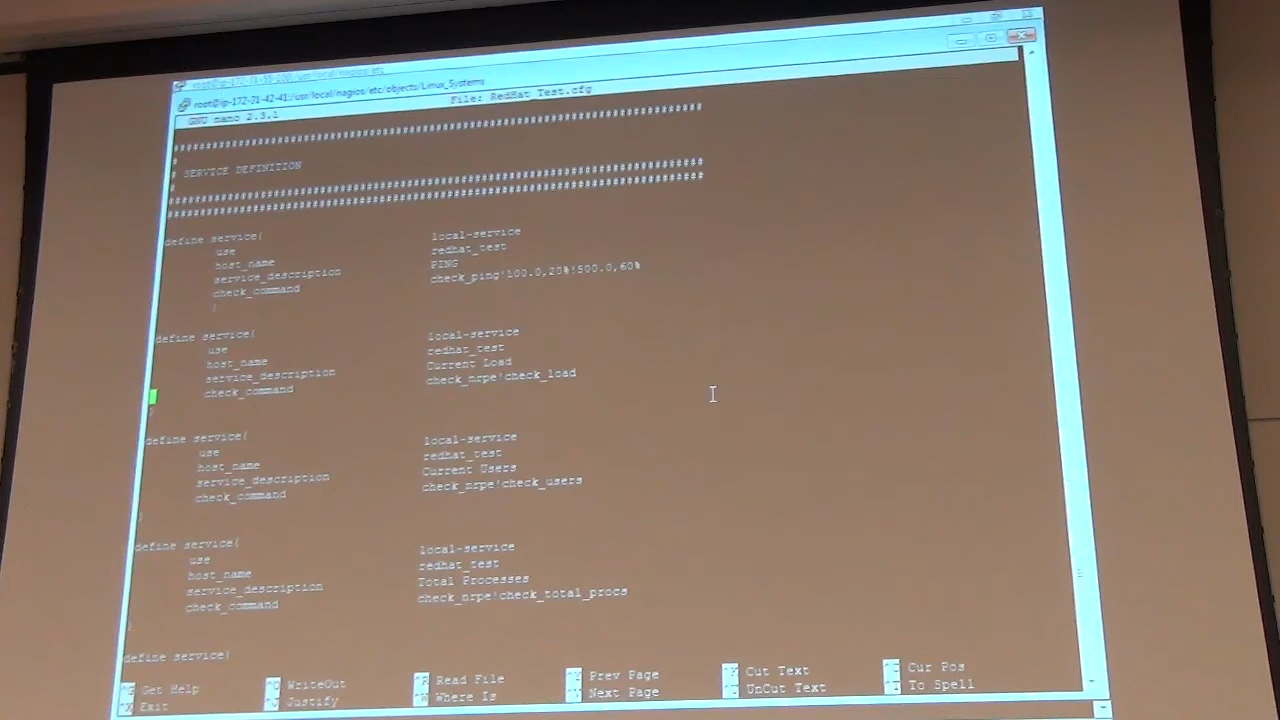 root@ip-172-31-42-41:/usr/local/nagios/etc/objects/Linux_Systems
GNU nano 2.3.1 File: RedHat_Test.cfg
################################################################################
#
# SERVICE DEFINITION
#
################################################################################
################################################################################
define service{
use local-service
host_name redhat_test
service_description PING
check_command check_ping!100.0,20%!500.0,60%
}
define service{
use local-service
host_name redhat_test
service_description Current Load
check_command check_nrpe!check_load
}
define service{
use local-service
host_name redhat_test
service_description Current Users
check_command check_nrpe!check_users
}
define service{
use local-service
host_name redhat_test
service_description Total Processes
check_command check_nrpe!check_total_procs
}
define service{
^G Get Help ^O WriteOut ^R Read File ^Y Prev Page ^K Cut Text ^C Cur Pos
^X Exit ^J Justify ^W Where Is ^V Next Page ^U UnCut Text ^T To Spell